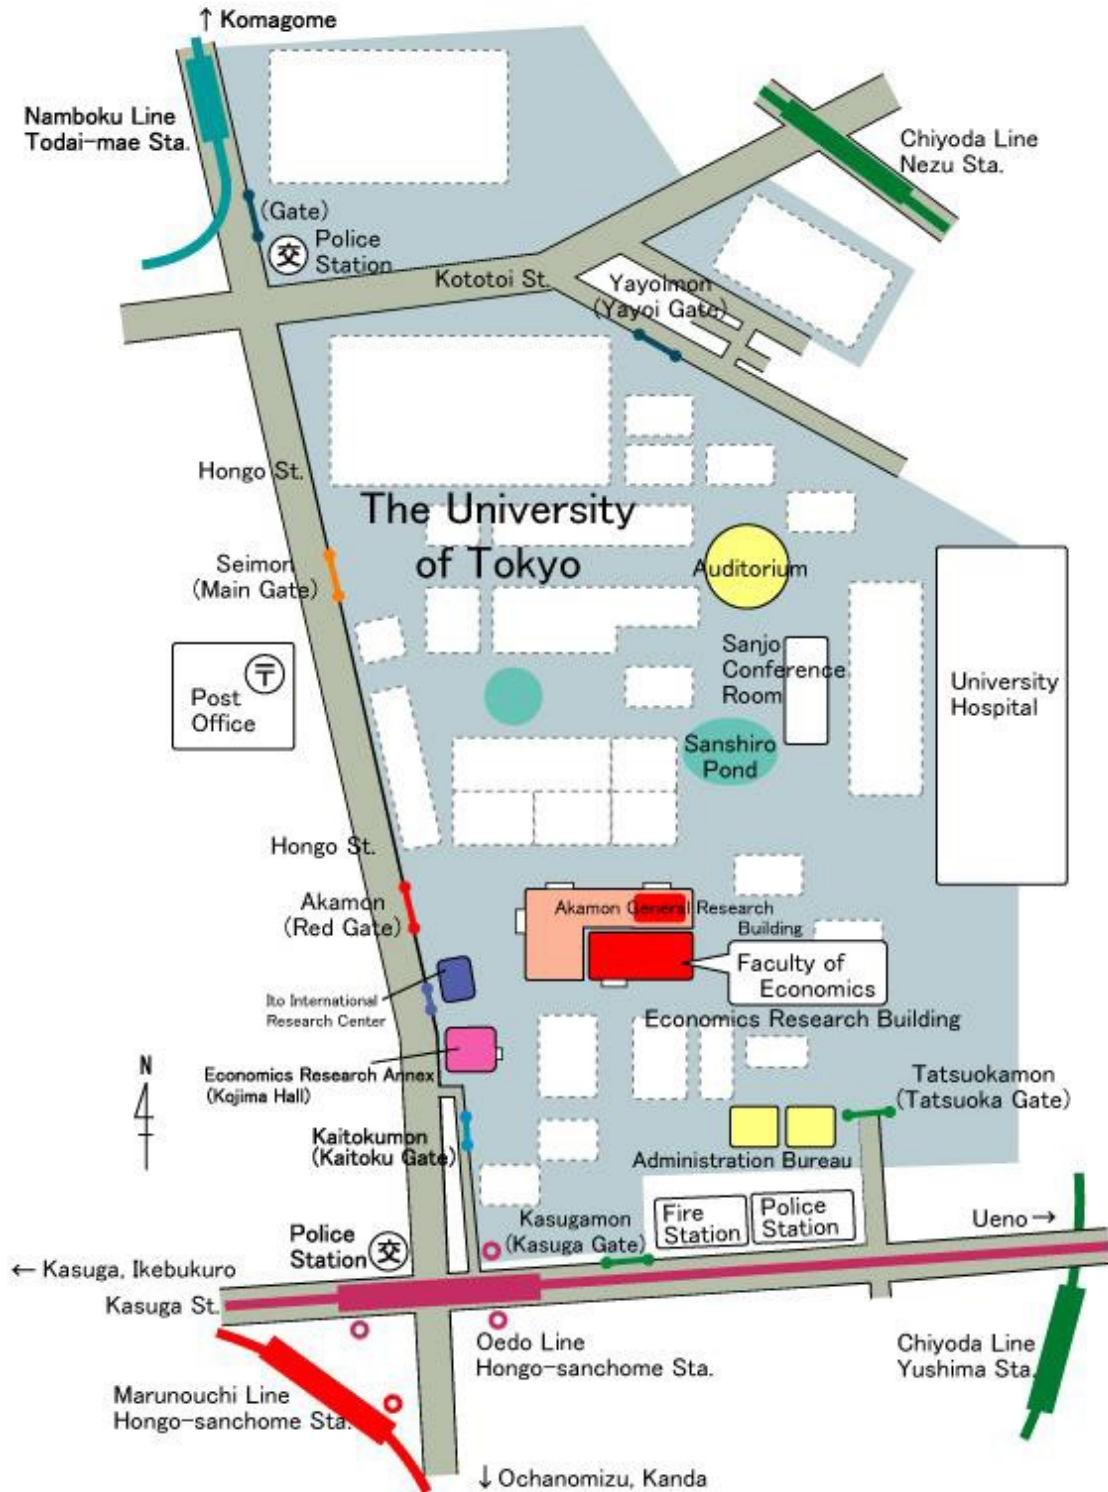 ↑ Komagome
Namboku Line
Todai-mae Sta.
Chiyoda Line
Nezu Sta.
(Gate)
交
Police
Station
Kototoi St.
Yayoimon
(Yayoi Gate)
Hongo St.
The University
of Tokyo
Seimon
(Main Gate)
Auditorium
〒
Post
Office
Sanjo
Conference
Room
University
Hospital
Sanshiro
Pond
Hongo St.
Akamon
(Red Gate)
Akamon General Research
Building
Faculty of
Economics
Ito International
Research Center
Economics Research Building
N
Economics Research Annex
(Kojima Hall)
Tatsuokamon
(Tatsuoka Gate)
Kaitokumon
(Kaitoku Gate)
Administration Bureau
Fire
Station
Police
Station
Kasugamon
(Kasuga Gate)
Ueno →
Police
Station
交
← Kasuga, Ikebukuro
Kasuga St.
Oedo Line
Hongo-sanchome Sta.
Chiyoda Line
Yushima Sta.
Marunouchi Line
Hongo-sanchome Sta.
↓ Ochanomizu, Kanda